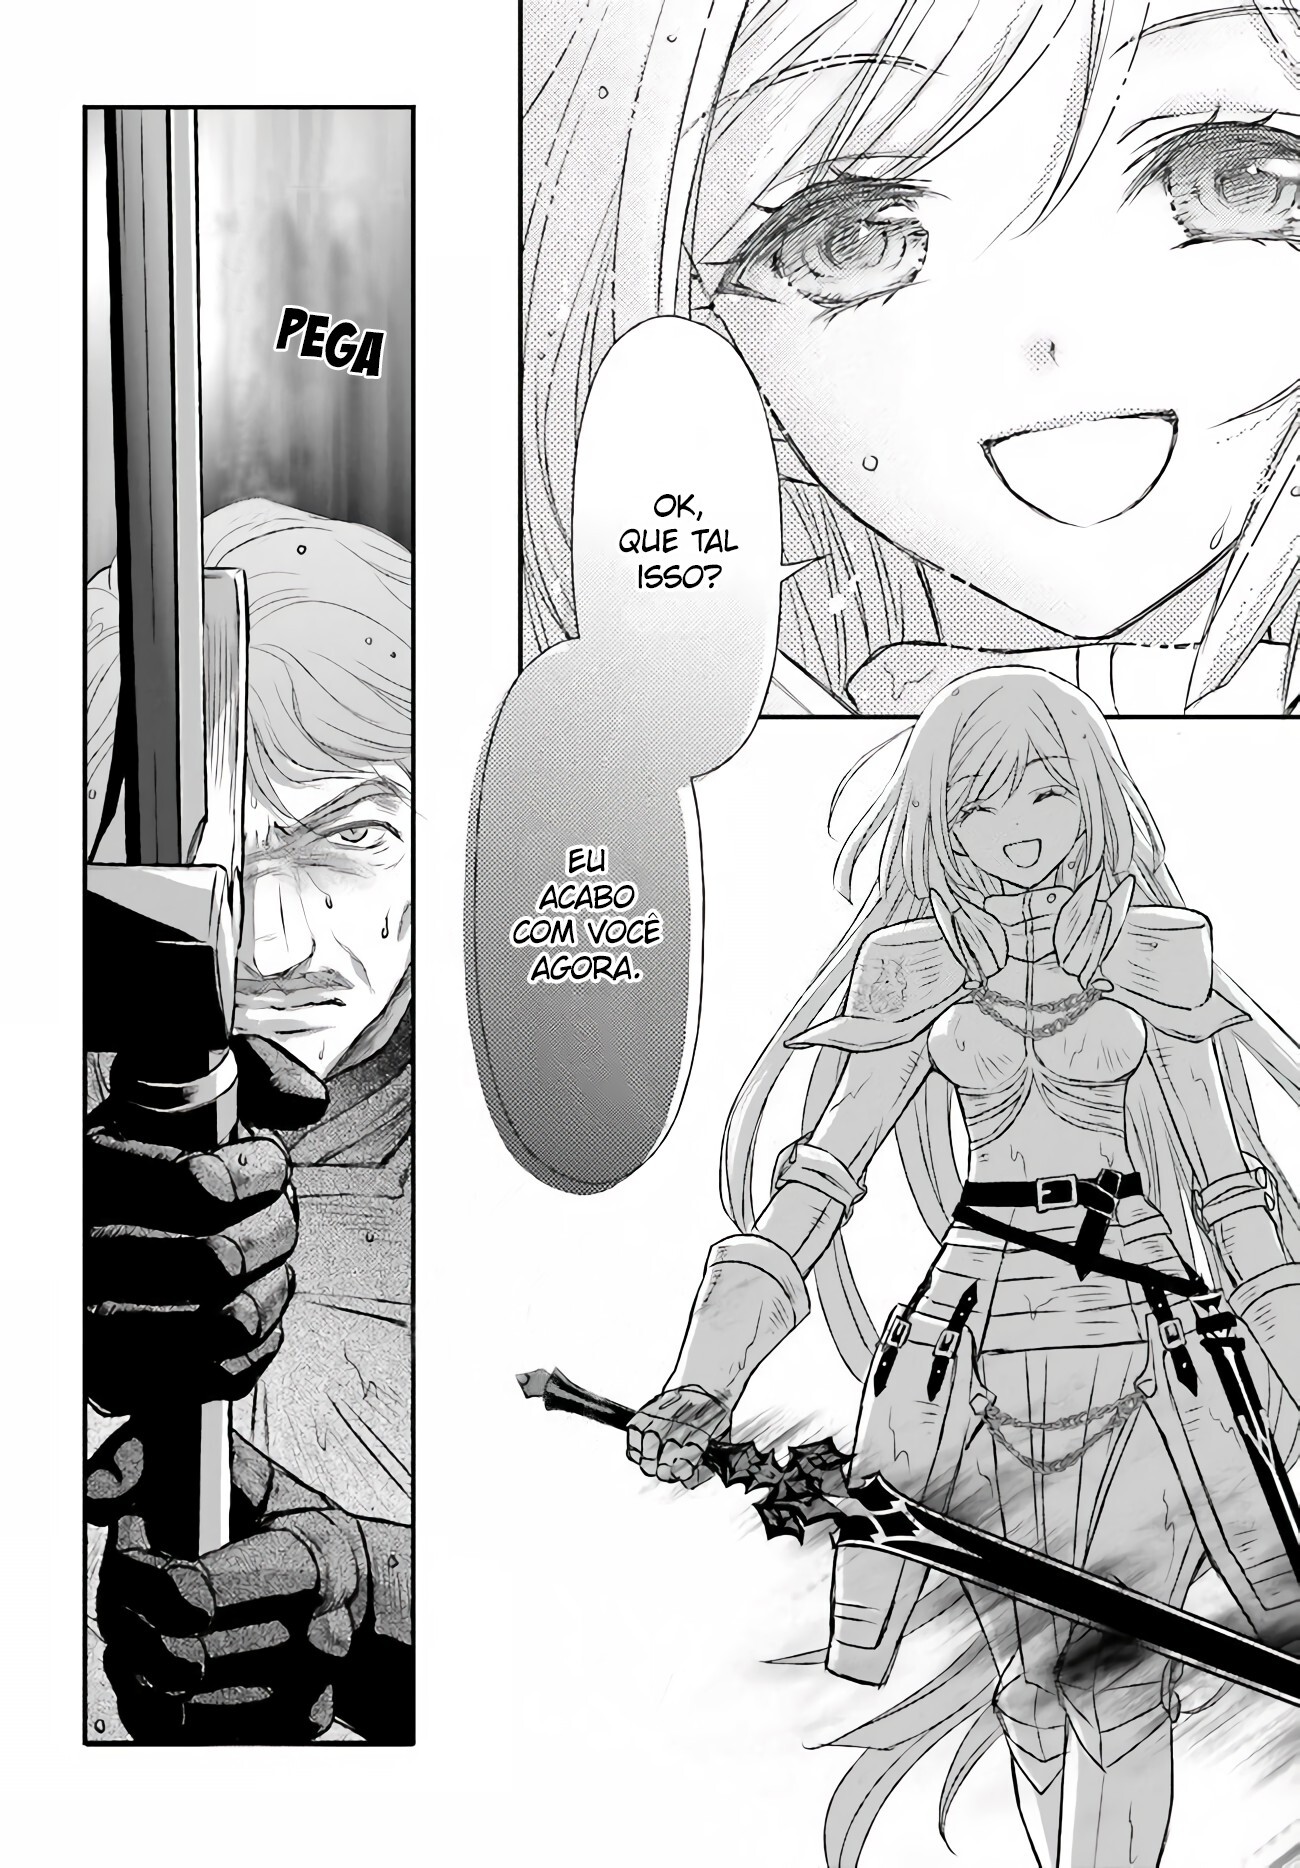 OK,
QUE TAL
ISSO?
EU
ACABO
COM VOCÊ
AGORA.
PEGA